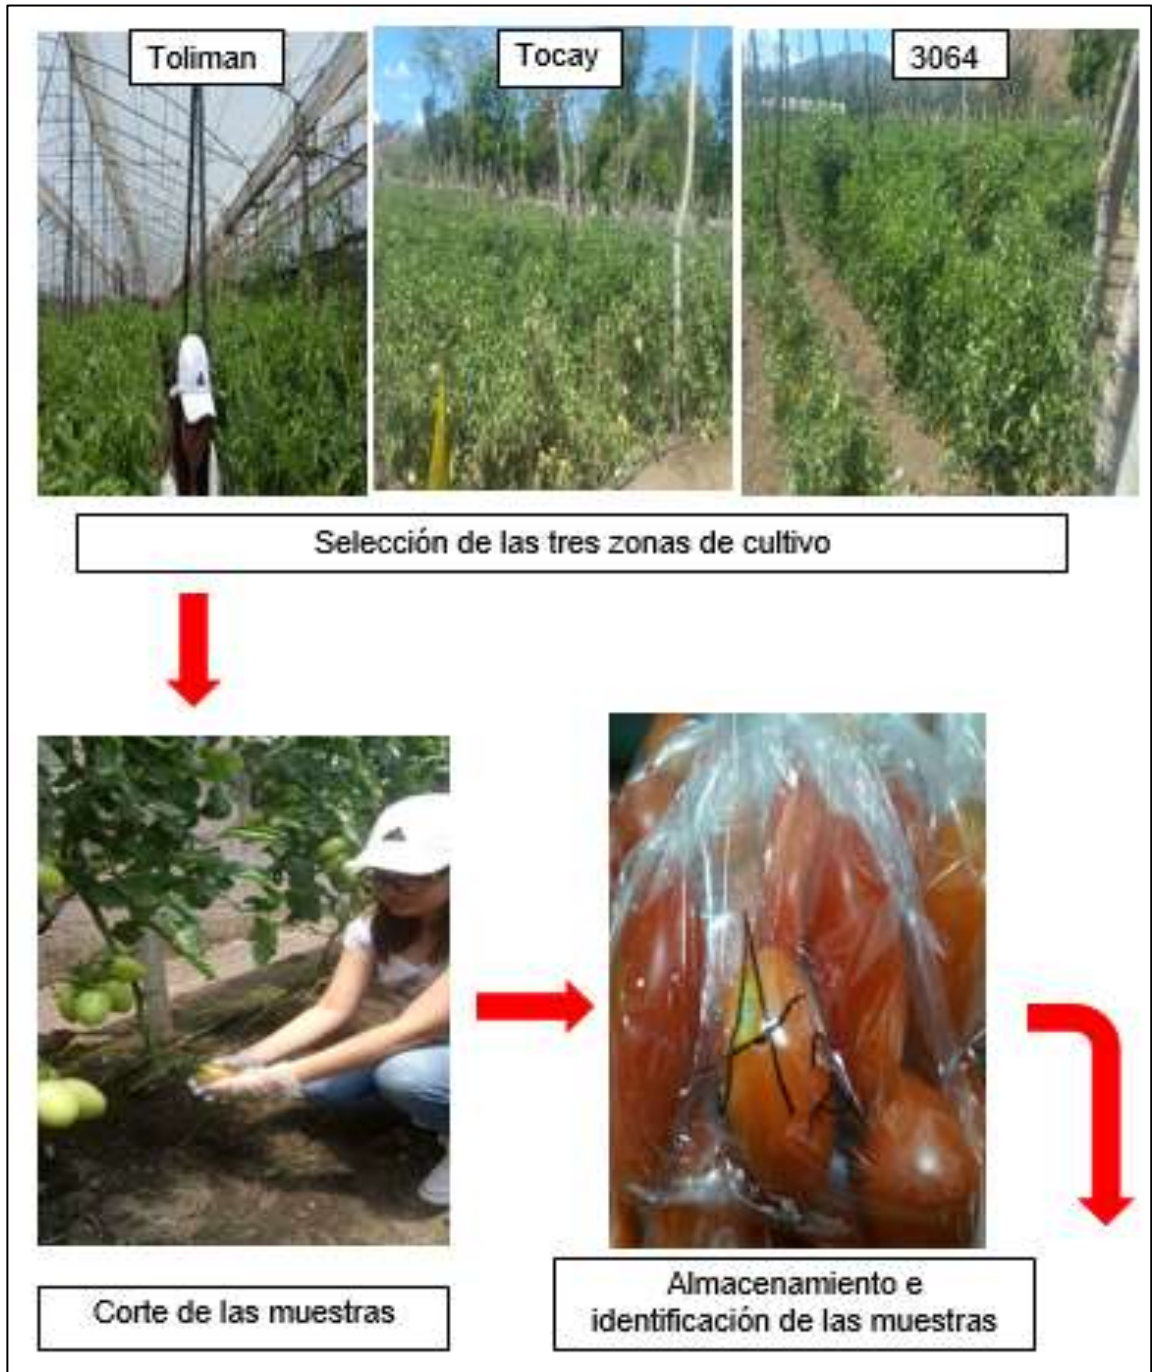 Toliman
Tocay
3064
Selección de las tres zonas de cultivo
Corte de las muestras
Almacenamiento e
identificación de las muestras